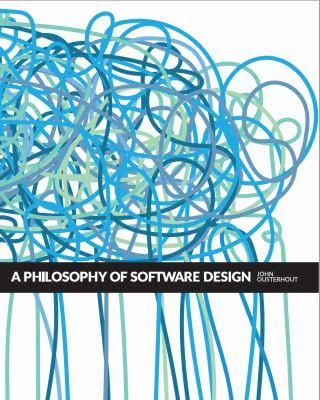 A PHILOSOPHY OF SOFTWARE DESIGN
JOHN
OUSTERHOUT